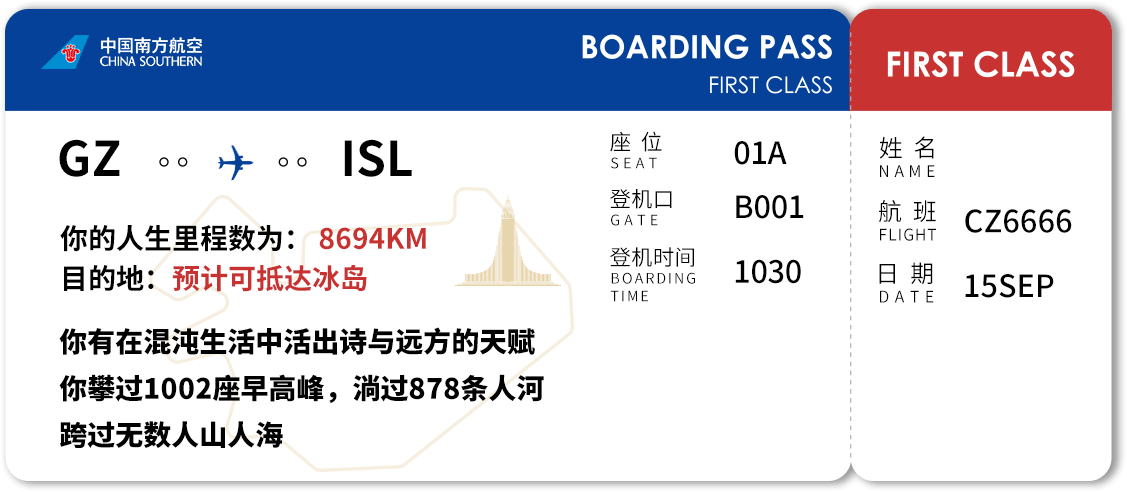 中国南方航空
CHINA SOUTHERN
BOARDING PASS
FIRST CLASS
GZ ISL
你的人生里程数为： 8694KM
目的地：预计可抵达冰岛
你有在混沌生活中活出诗与远方的天赋
你攀过1002座早高峰，淌过878条人河
跨过无数人山人海
座 位
SEAT
01A
登机口
GATE
B001
登机时间
BOARDING
TIME
1030
FIRST CLASS
姓 名
NAME
航 班
FLIGHT
CZ6666
日 期
DATE
15SEP